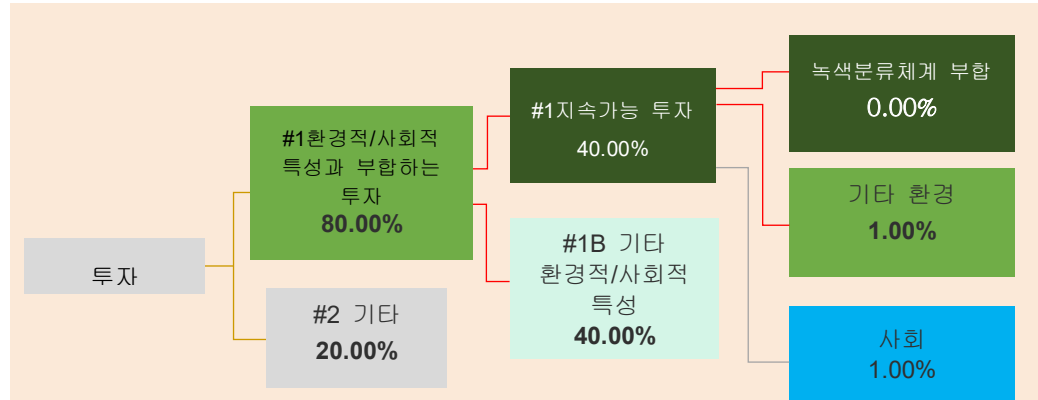 투자
#1환경적/사회적
특성과 부합하는
투자
80.00%
#2 기타
20.00%
#1지속가능 투자
40.00%
#1B 기타
환경적/사회적
특성
40.00%
녹색분류체계 부합
0.00%
기타 환경
1.00%
사회
1.00%